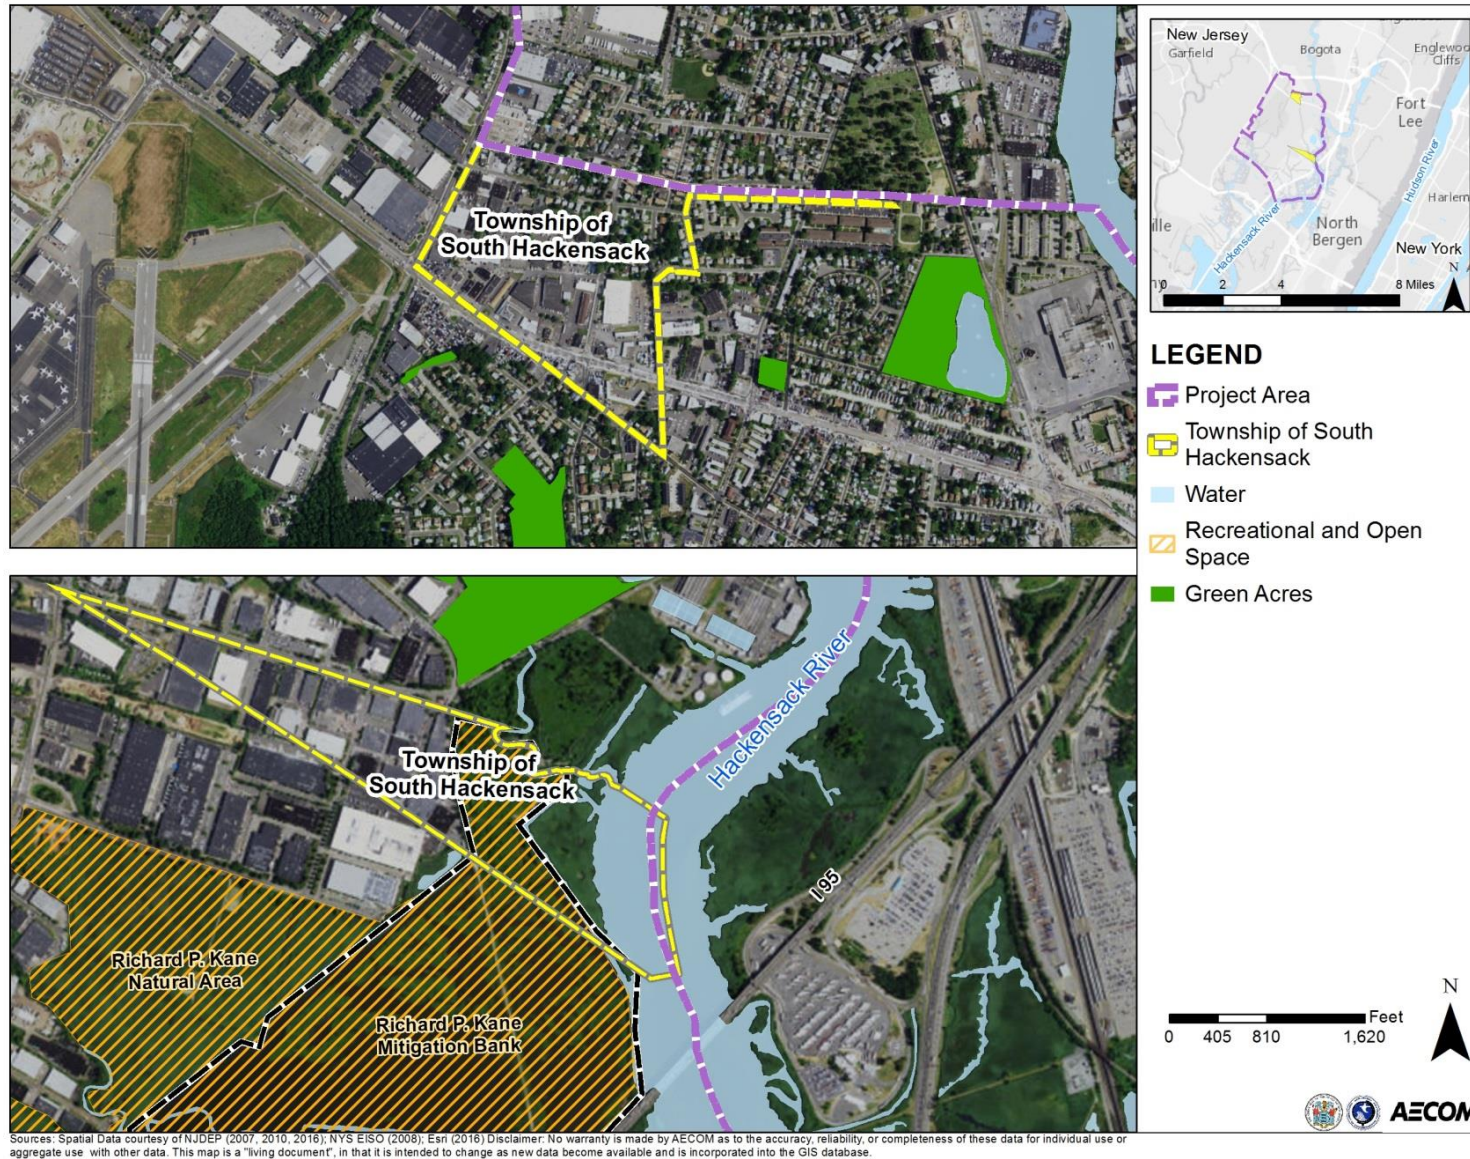 Township of
South Hackensack
New Jersey
Garfield
Bogota
Englewoo
Cliffs
Fort
Lee
Hudson River
Harlem
ille
North
Bergen
Hackensack River
New York
N
0 2 4 8 Miles
LEGEND
Project Area
Township of South
Hackensack
Water
Recreational and Open
Space
Green Acres
Township of
South Hackensack
Hackensack River
I 95
Richard P. Kane
Natural Area
Richard P. Kane
Mitigation Bank
N
Feet
0 405 810 1,620
AECOM
Sources: Spatial Data courtesy of NJDEP (2007, 2010, 2016); NYS EISO (2008); Esri (2016) Disclaimer: No warranty is made by AECOM as to the accuracy, reliability, or completeness of these data for individual use or
aggregate use with other data. This map is a "living document", in that it is intended to change as new data become available and is incorporated into the GIS database.